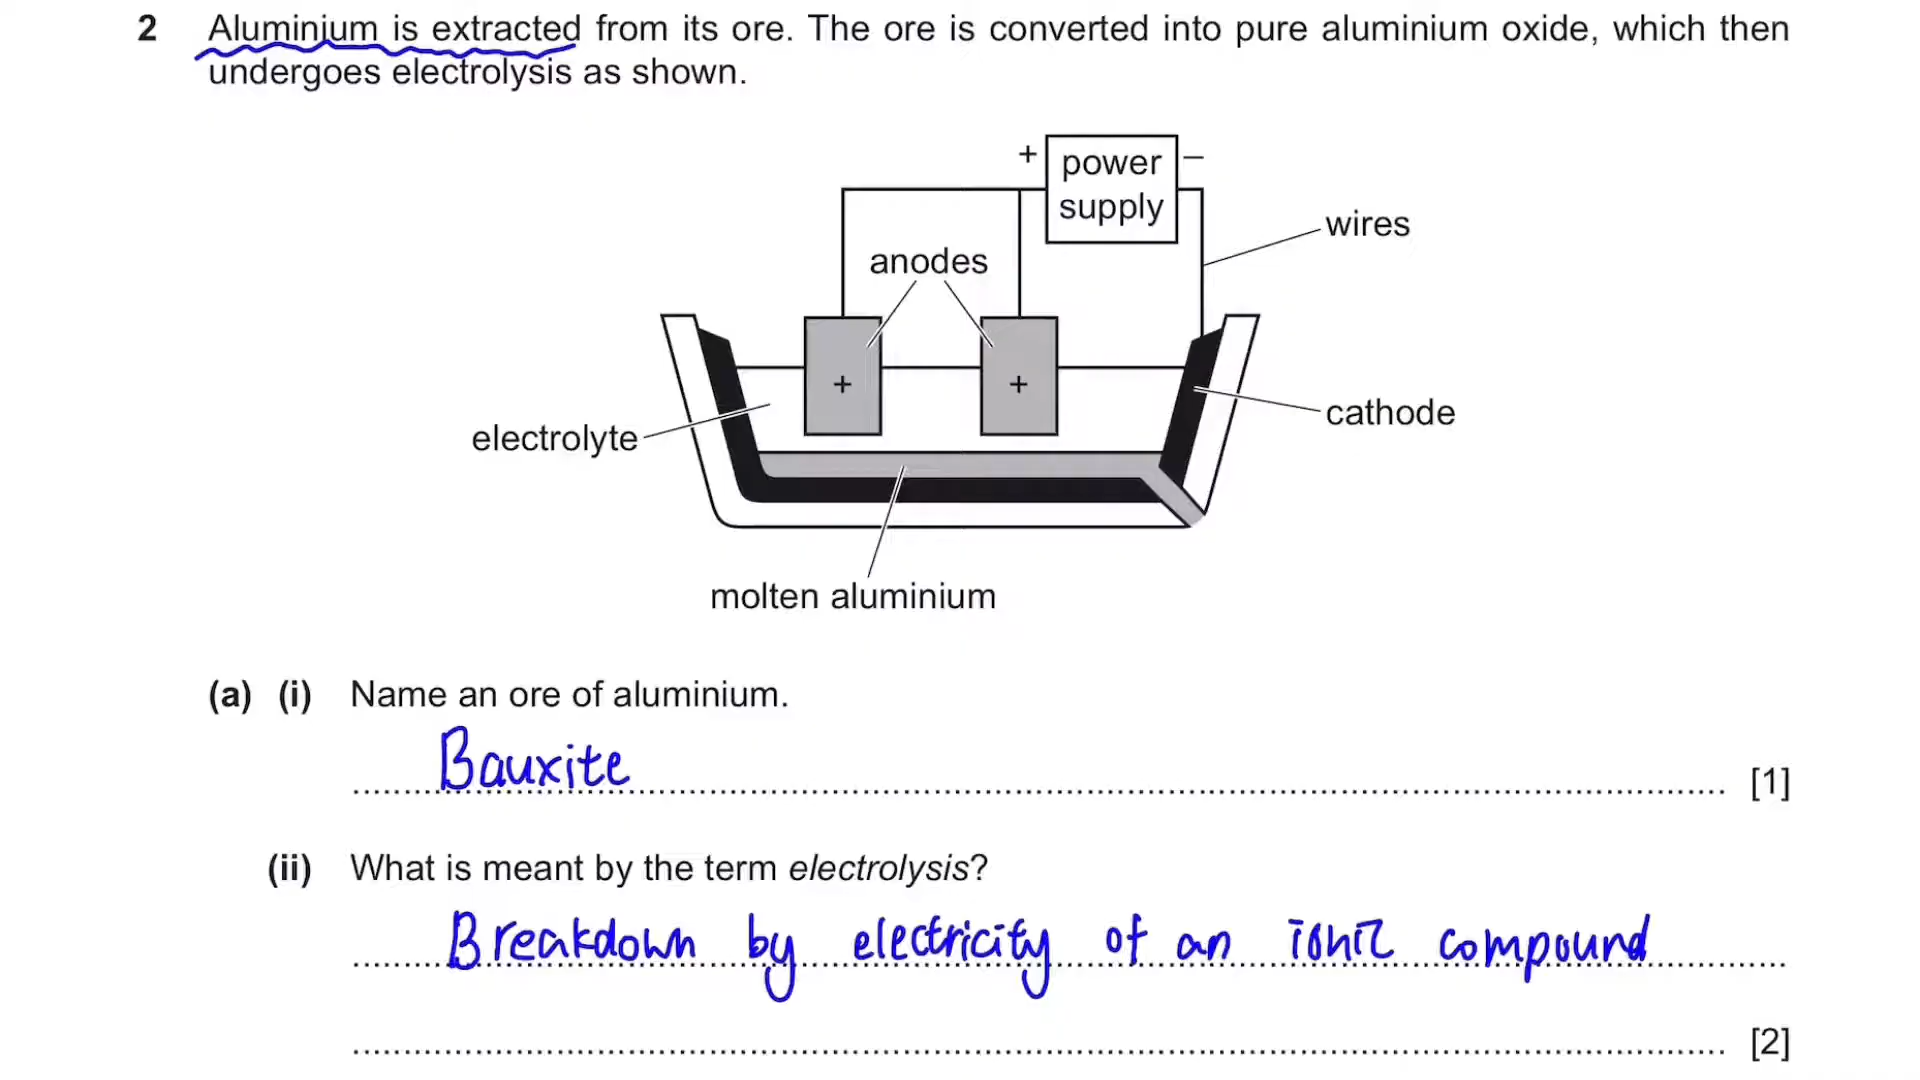 2 Aluminium is extracted from its ore. The ore is converted into pure aluminium oxide, which then
undergoes electrolysis as shown.
+ power supply –
wires
anodes
+ +
cathode
electrolyte
molten aluminium
(a) (i) Name an ore of aluminium.
Bauxite [1]
(ii) What is meant by the term electrolysis?
Breakdown by electricity of an ionic compound
[2]